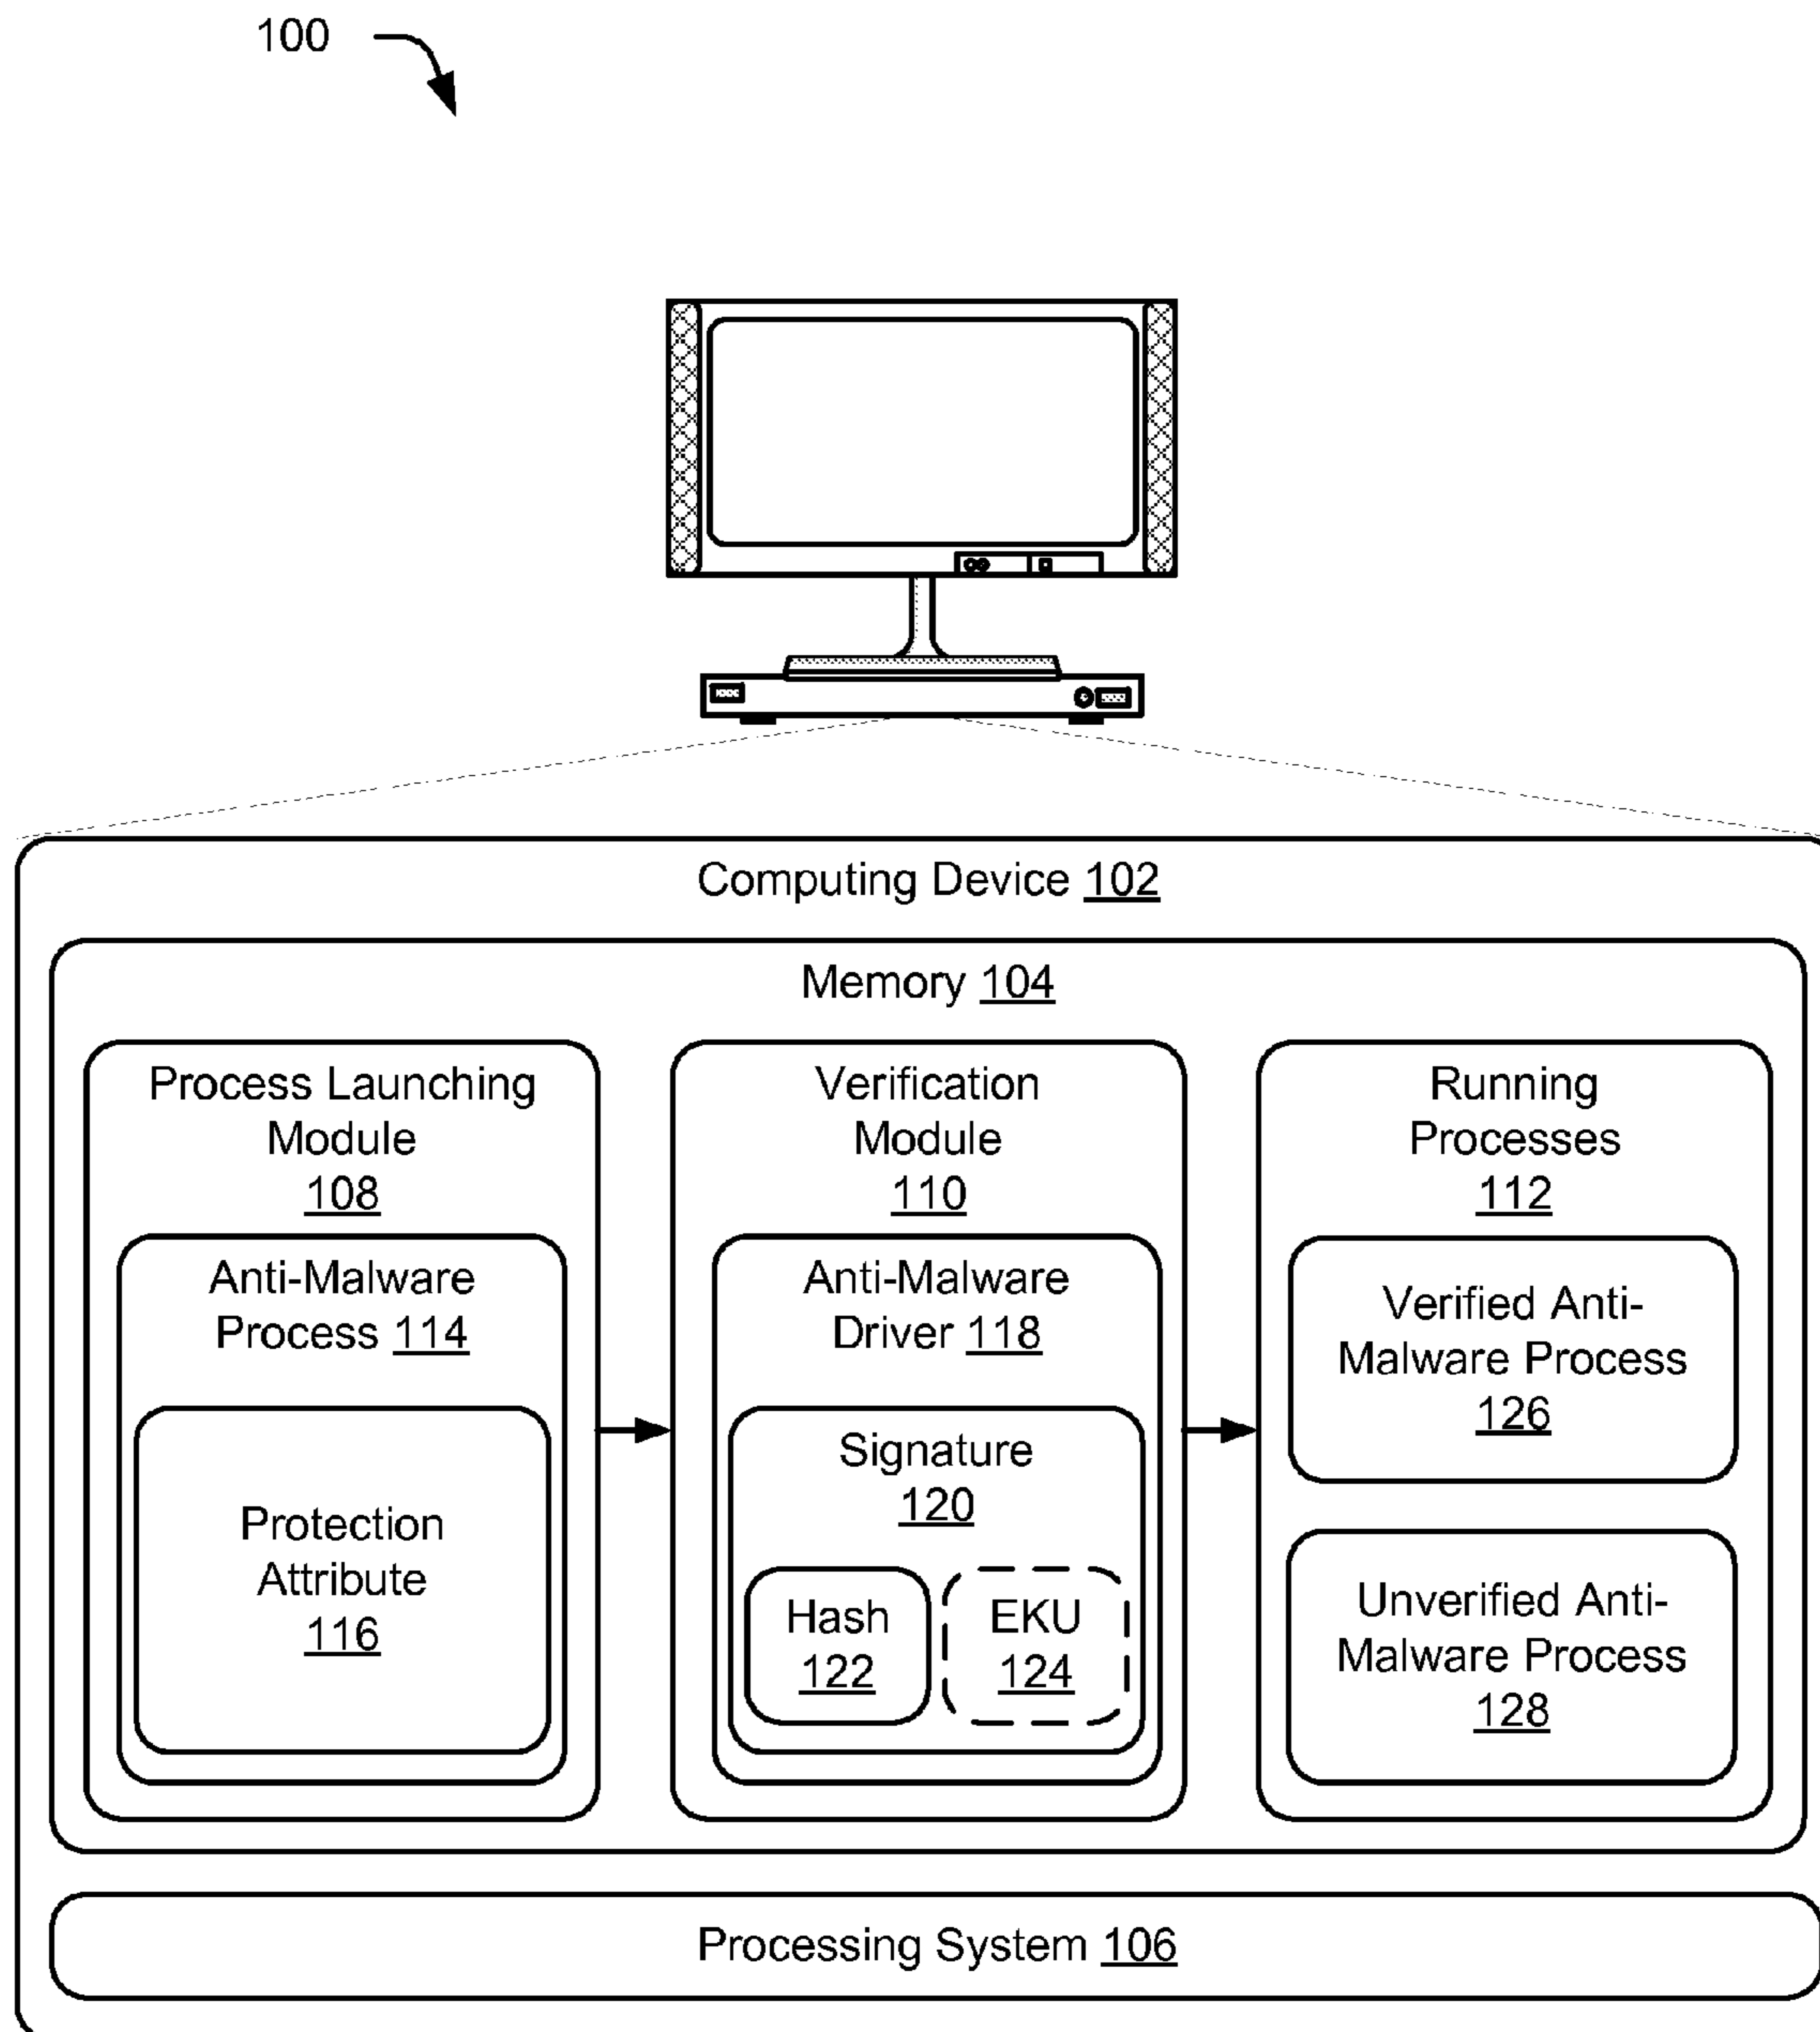 100
Computing Device 102
Memory 104
Process Launching
Module
108
Anti-Malware
Process 114
Protection
Attribute
116
Verification
Module
110
Anti-Malware
Driver 118
Signature
120
Hash
122
EKU
124
Running
Processes
112
Verified Anti-
Malware Process
126
Unverified Anti-
Malware Process
128
Processing System 106